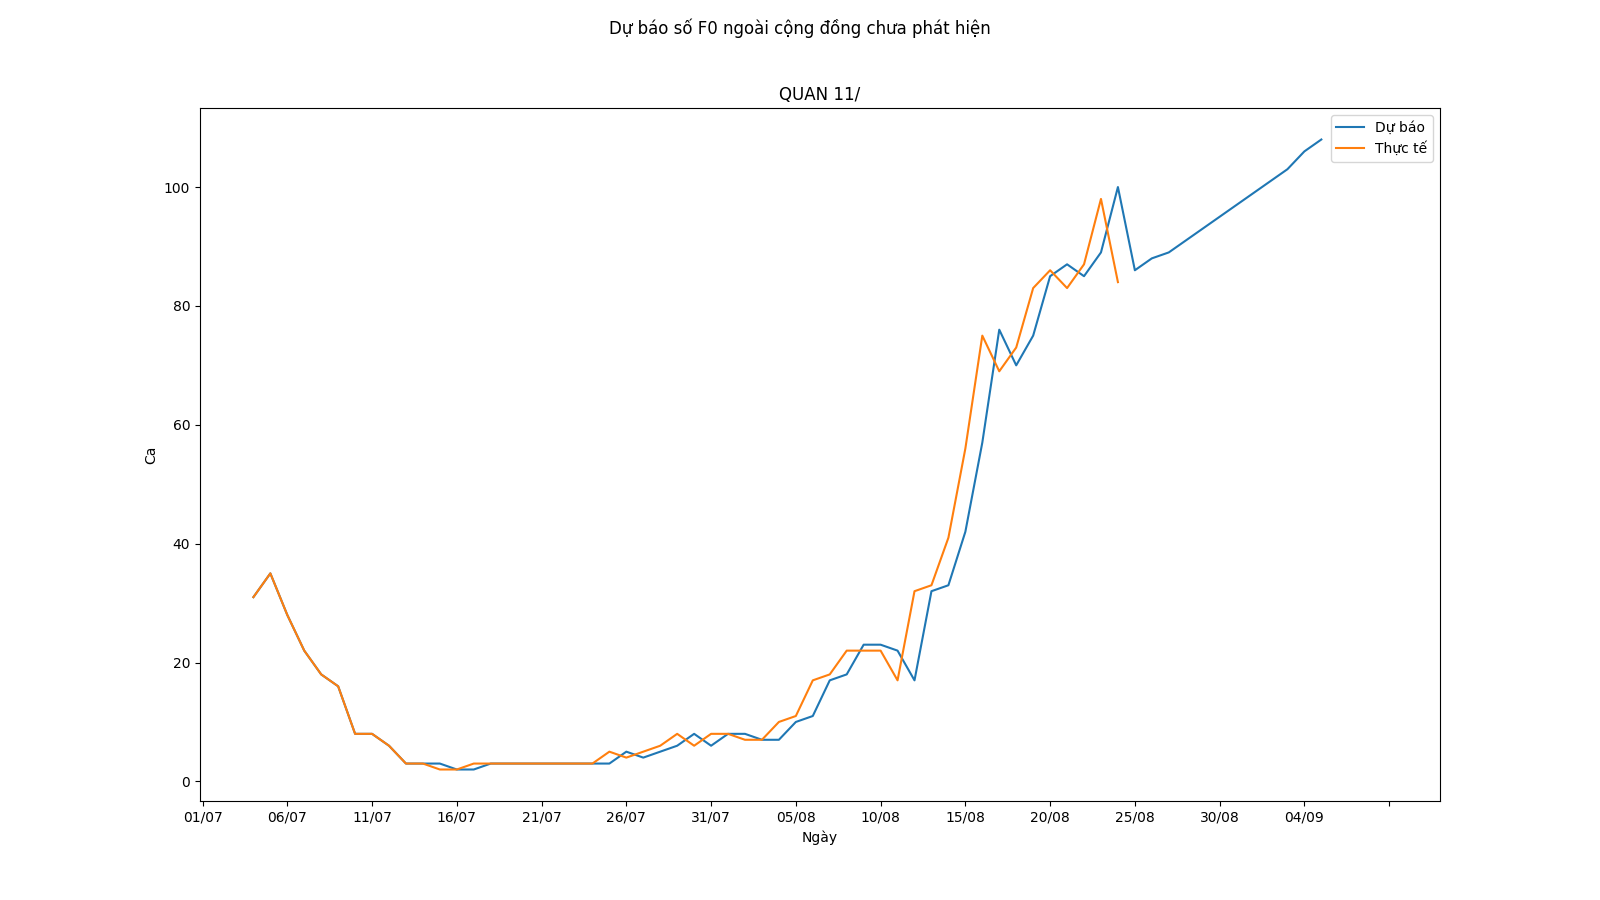 Dự báo số F0 ngoài cộng đồng chưa phát hiện
QUAN 11/
Dự báo
Thực tế
100
80
60
40
20
0
Ca
01/07 06/07 11/07 16/07 21/07 26/07 31/07 05/08 10/08 15/08 20/08 25/08 30/08 04/09
Ngày